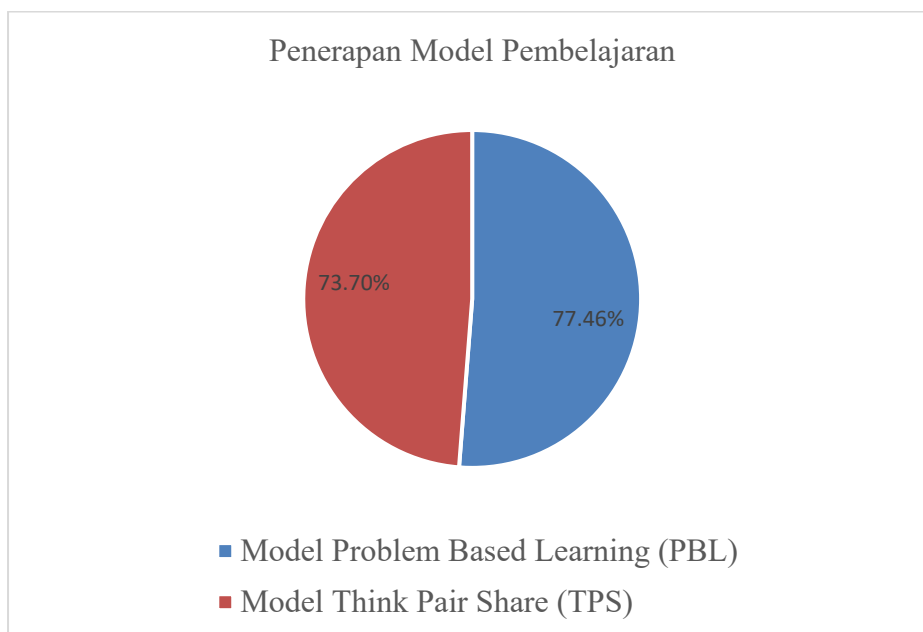 Penerapan Model Pembelajaran
73.70%
77.46%
Model Problem Based Learning (PBL)
Model Think Pair Share (TPS)